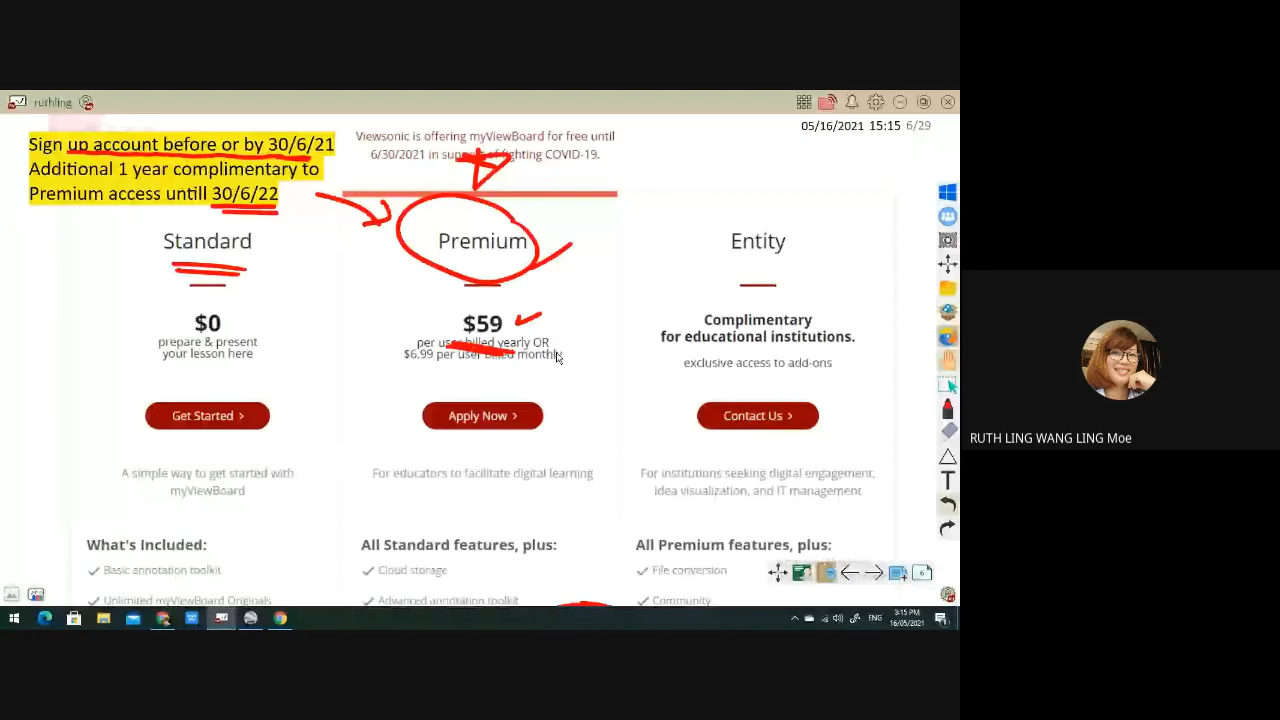 ruthling
05/16/2021 15:15 6/29
Viewsonic is offering myViewBoard for free until
6/30/2021 in support of fighting COVID-19.
Sign up account before or by 30/6/21
Additional 1 year complimentary to
Premium access untill 30/6/22
Standard
$0
prepare & present
your lesson here
Get Started >
A simple way to get started with
myViewBoard
What's Included:
Basic annotation toolkit
Unlimited myViewBoard Originals
Premium
$59
per user billed yearly OR
$6.99 per user billed monthly
Apply Now >
For educators to facilitate digital learning
All Standard features, plus:
Cloud storage
Advanced annotation toolkit
Entity
Complimentary
for educational institutions.
exclusive access to add-ons
Contact Us >
For institutions seeking digital engagement,
idea visualization, and IT management
All Premium features, plus:
File conversion
Community
6
ENG
3:15 PM
16/05/2021
RUTH LING WANG LING Moe